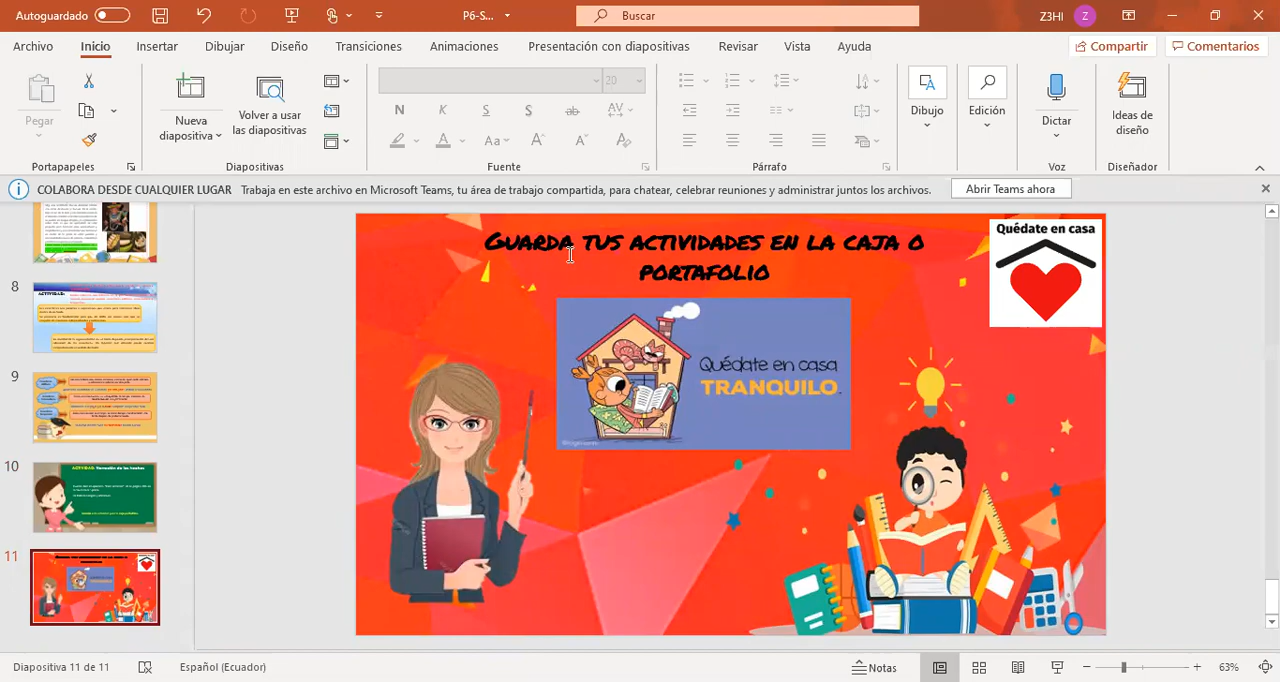 Autoguardado
P6-S...
Buscar
Z3HI
Z
Archivo
Inicio
Insertar
Dibujar
Diseño
Transiciones
Animaciones
Presentación con diapositivas
Revisar
Vista
Ayuda
Compartir
Comentarios
Pegar
Nueva
diapositiva
Volver a usar
las diapositivas
20
N
K
S
S
ab
AV
A
Aa
A
A
A
Dibujo
Edición
Dictar
Ideas de
diseño
Portapapeles
Diapositivas
Fuente
Párrafo
Voz
Diseñador
COLABORA DESDE CUALQUIER LUGAR
Trabaja en este archivo en Microsoft Teams, tu área de trabajo compartida, para chatear, celebrar reuniones y administrar juntos los archivos.
Abrir Teams ahora
8
ACTIVIDAD:
9
10
11
GUARDA TUS ACTIVIDADES EN LA CAJA O
PORTAFOLIO
Quédate en casa
Quédate en casa
TRANQUILO
Diapositiva 11 de 11
Español (Ecuador)
Notas
63%